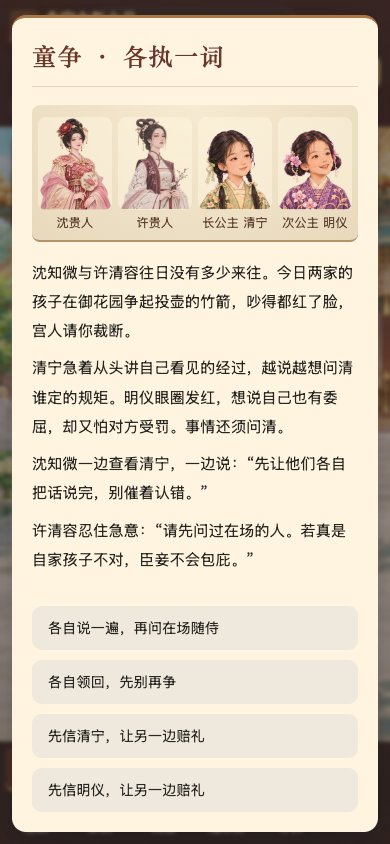 童争 · 各执一词
沈贵人
许贵人
长公主 清宁
次公主 明仪
沈知微与许清容往日没有多少来往。今日两家的
孩子在御花园争起投壶的竹箭，吵得都红了脸，
宫人请你裁断。
清宁急着从头讲自己看见的经过，越说越想问清
谁定的规矩。明仪眼圈发红，想说自己也有委
屈，却又怕对方受罚。事情还须问清。
沈知微一边查看清宁，一边说：“先让他们各自
把话说完，别催着认错。”
许清容忍住急意：“请先问过在场的人。若真是
自家孩子不对，臣妾不会包庇。”
各自说一遍，再问在场随侍
各自领回，先别再争
先信清宁，让另一边赔礼
先信明仪，让另一边赔礼